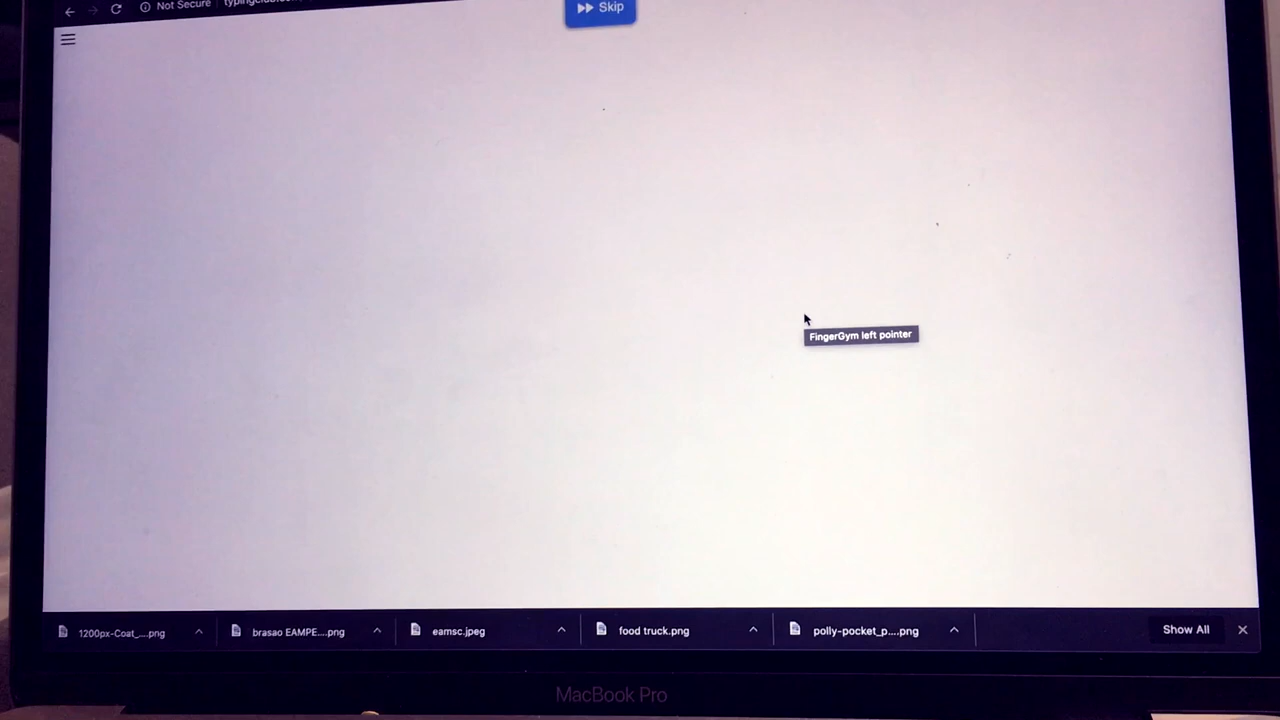 Not Secure
Skip
FingerGym left pointer
1200px-Coat_....png
brasao EAMPE....png
eamsc.jpeg
food truck.png
polly-pocket_p....png
Show All
MacBook Pro